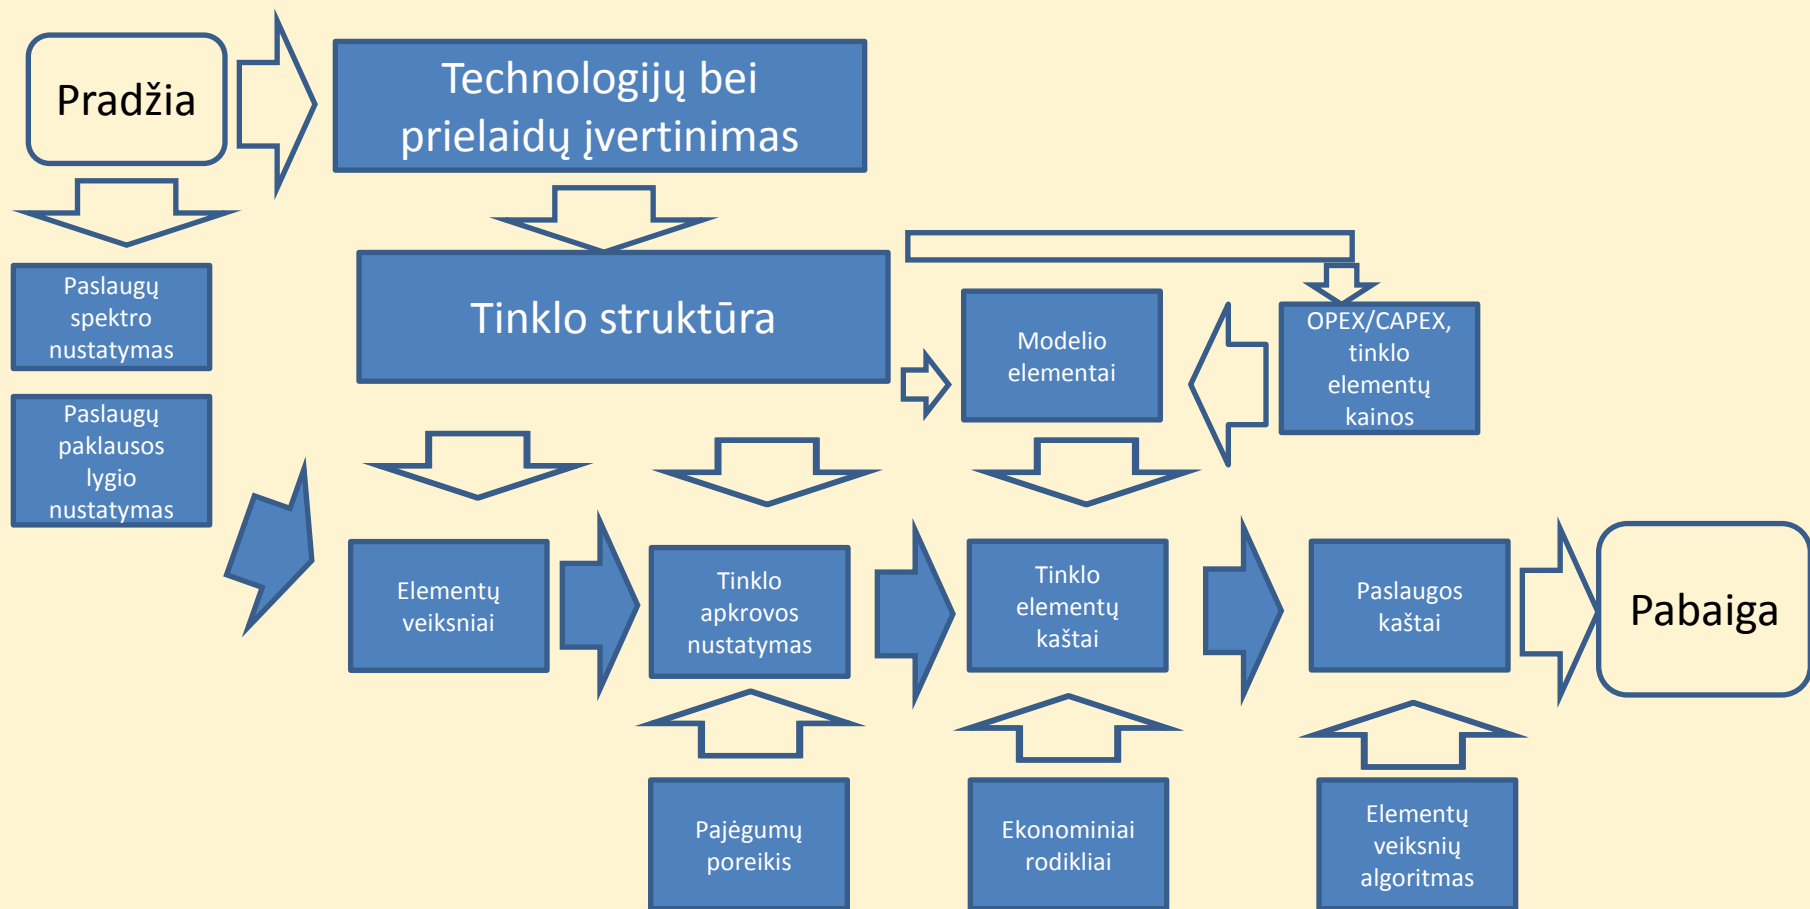 Pradžia
Technologijų bei
prielaidų įvertinimas
Paslaugų
spektro
nustatymas
Tinklo struktūra
Modelio
elementai
OPEX/CAPEX,
tinklo
elementų
kainos
Paslaugų
paklausos
lygio
nustatymas
Elementų
veiksniai
Tinklo
apkrovos
nustatymas
Tinklo
elementų
kaštai
Paslaugos
kaštai
Pabaiga
Pajėgumų
poreikis
Ekonominiai
rodikliai
Elementų
veiksnių
algoritmas